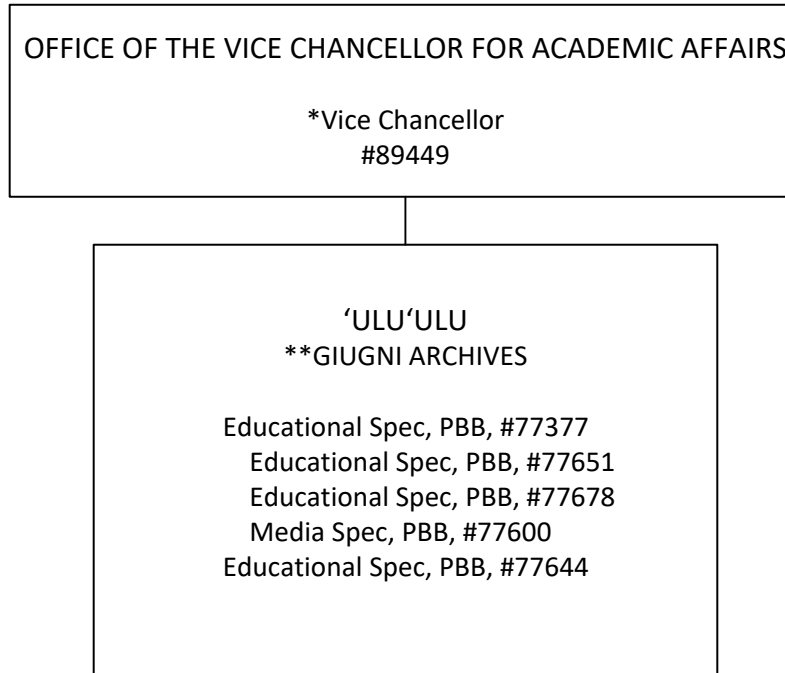 OFFICE OF THE VICE CHANCELLOR FOR ACADEMIC AFFAIRS
*Vice Chancellor
#89449
‘ULU‘ULU
**GIUGNI ARCHIVES
Educational Spec, PBB, #77377
Educational Spec, PBB, #77651
Educational Spec, PBB, #77678
Media Spec, PBB, #77600
Educational Spec, PBB, #77644